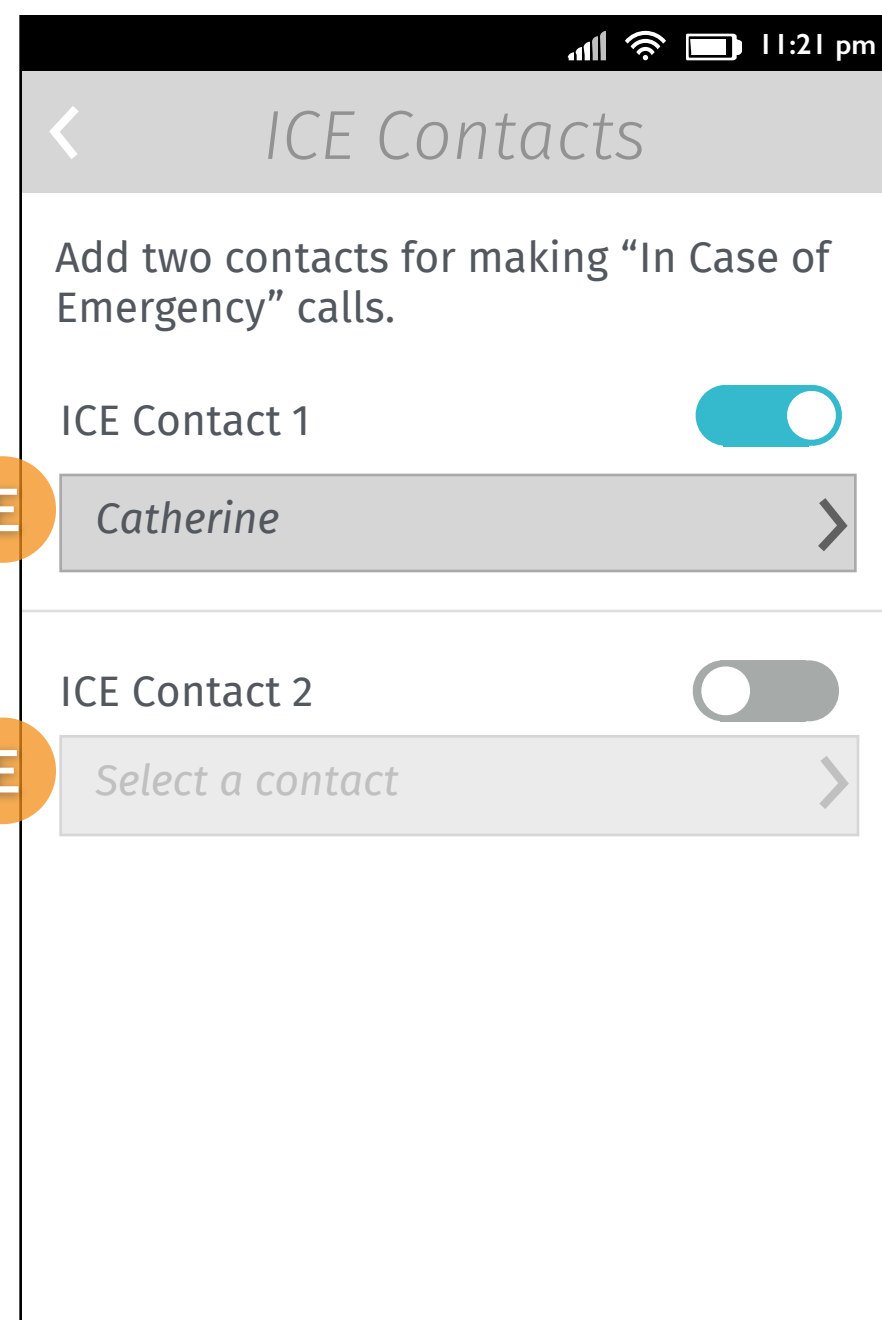 11:21 pm
ICE Contacts
Add two contacts for making “In Case of
Emergency” calls.
ICE Contact 1
E
Catherine
ICE Contact 2
E
Select a contact